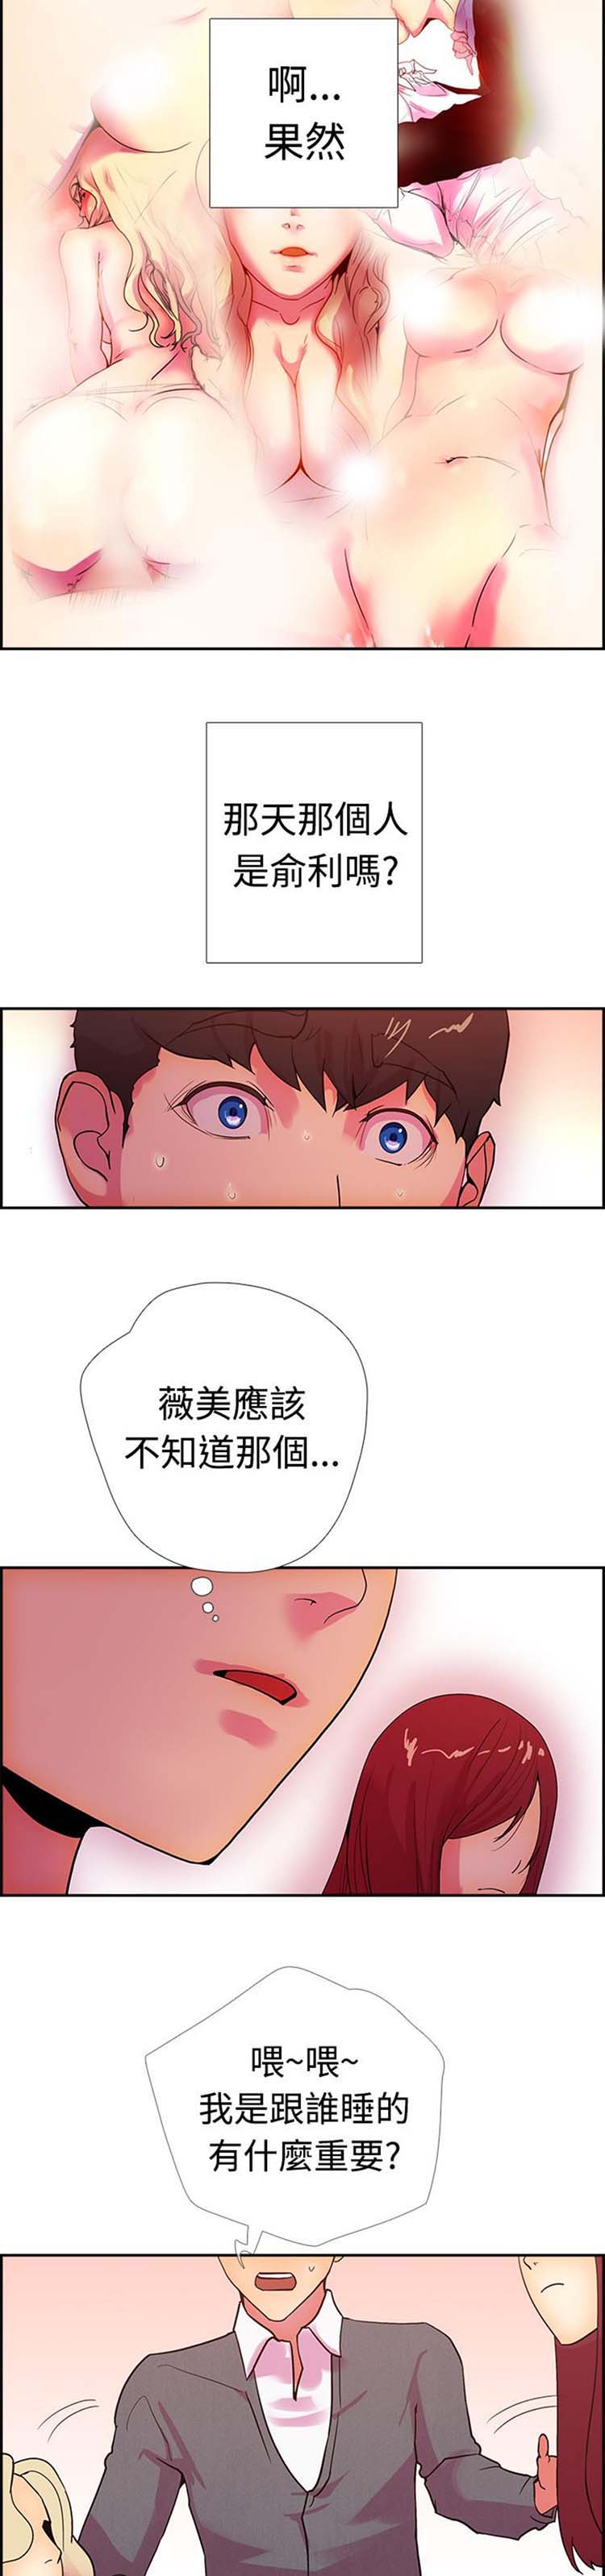 啊...
果然
那天那個人
是俞利嗎?
薇美應該
不知道那個...
喂~喂~
我是跟誰睡的
有什麼重要?